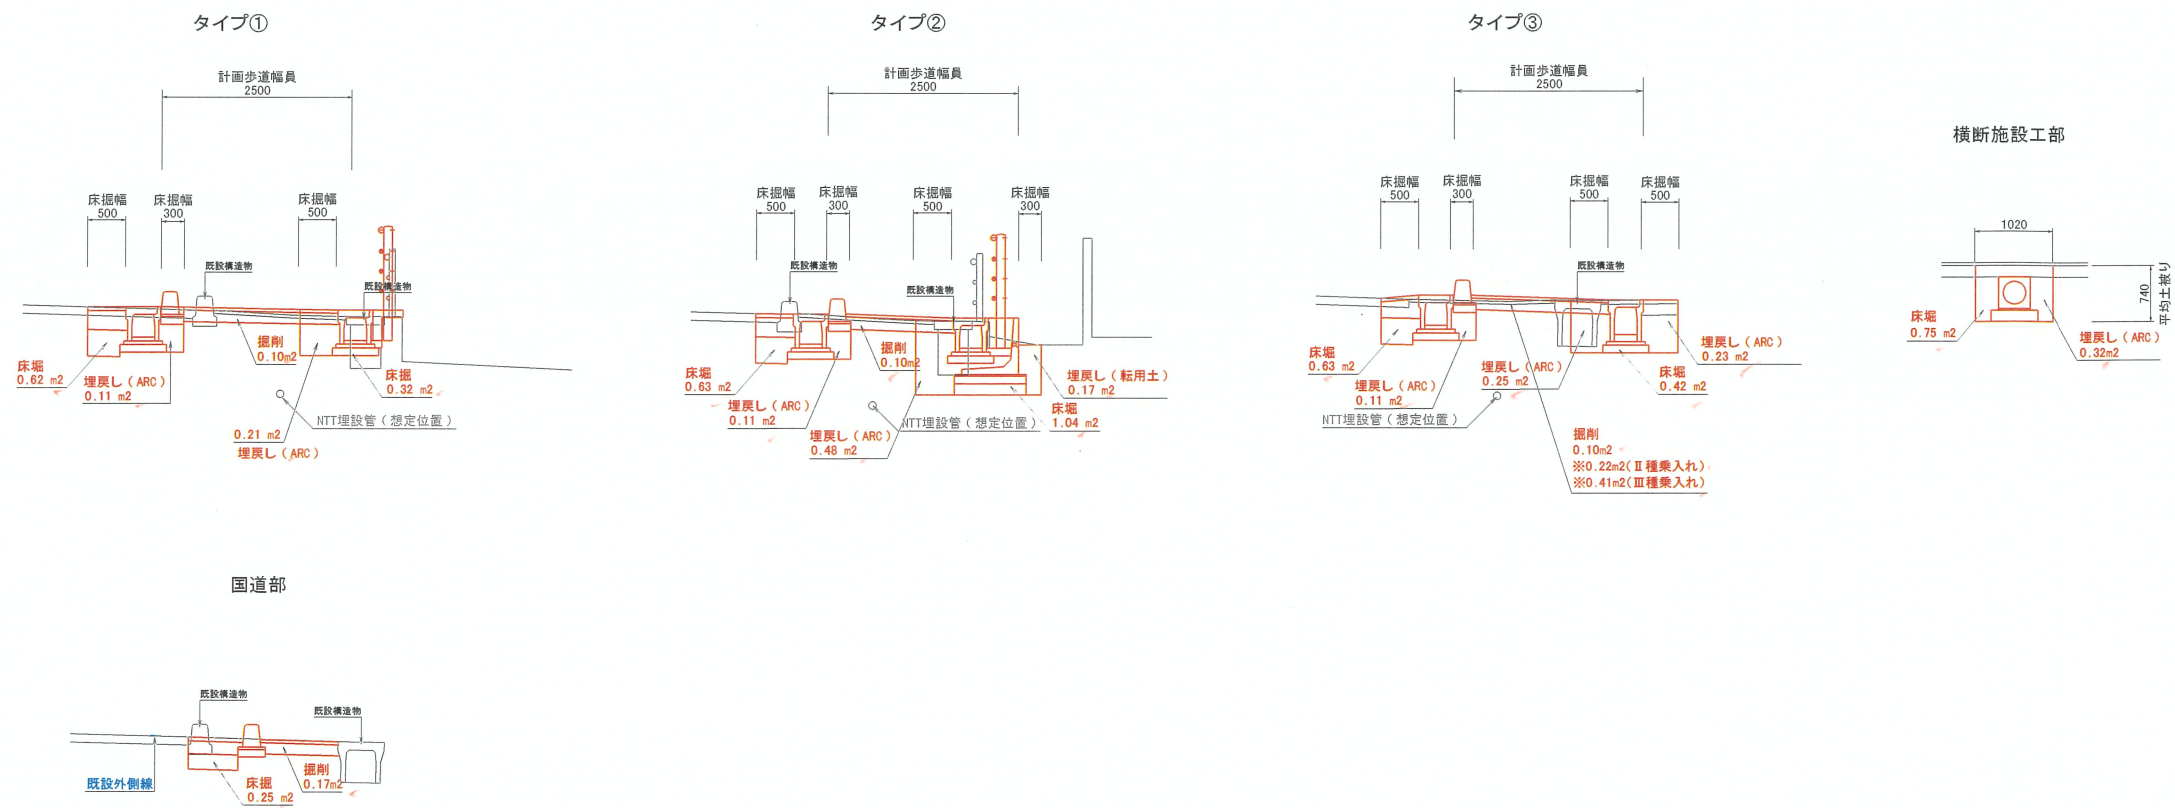 タイプ①
計画歩道幅員
2500
床掘幅
500
床掘幅
300
床掘幅
500
既設構造物
既設構造物
掘削
0.10m2
床堀
0.62 m2
埋戻し（ARC）
0.11 m2
床掘
0.32 m2
NTT埋設管（想定位置）
0.21 m2
埋戻し（ARC）
タイプ②
計画歩道幅員
2500
床掘幅
500
床掘幅
300
床掘幅
500
床掘幅
300
既設構造物
既設構造物
掘削
0.10m2
床堀
0.63 m2
埋戻し（ARC）
0.11 m2
埋戻し（転用土）
0.17 m2
床堀
1.04 m2
NTT埋設管（想定位置）
埋戻し（ARC）
0.48 m2
タイプ③
計画歩道幅員
2500
床掘幅
500
床掘幅
300
床掘幅
500
床掘幅
500
既設構造物
床堀
0.63 m2
埋戻し（ARC）
0.11 m2
埋戻し（ARC）
0.25 m2
埋戻し（ARC）
0.23 m2
床堀
0.42 m2
NTT埋設管（想定位置）
掘削
0.10m2
※0.22m2(Ⅱ種乗入れ)
※0.41m2(Ⅲ種乗入れ)
横断施設工部
1020
740
平均土被り
床堀
0.75 m2
埋戻し（ARC）
0.32m2
国道部
既設構造物
既設構造物
既設外側線
床掘
0.25 m2
掘削
0.17m2